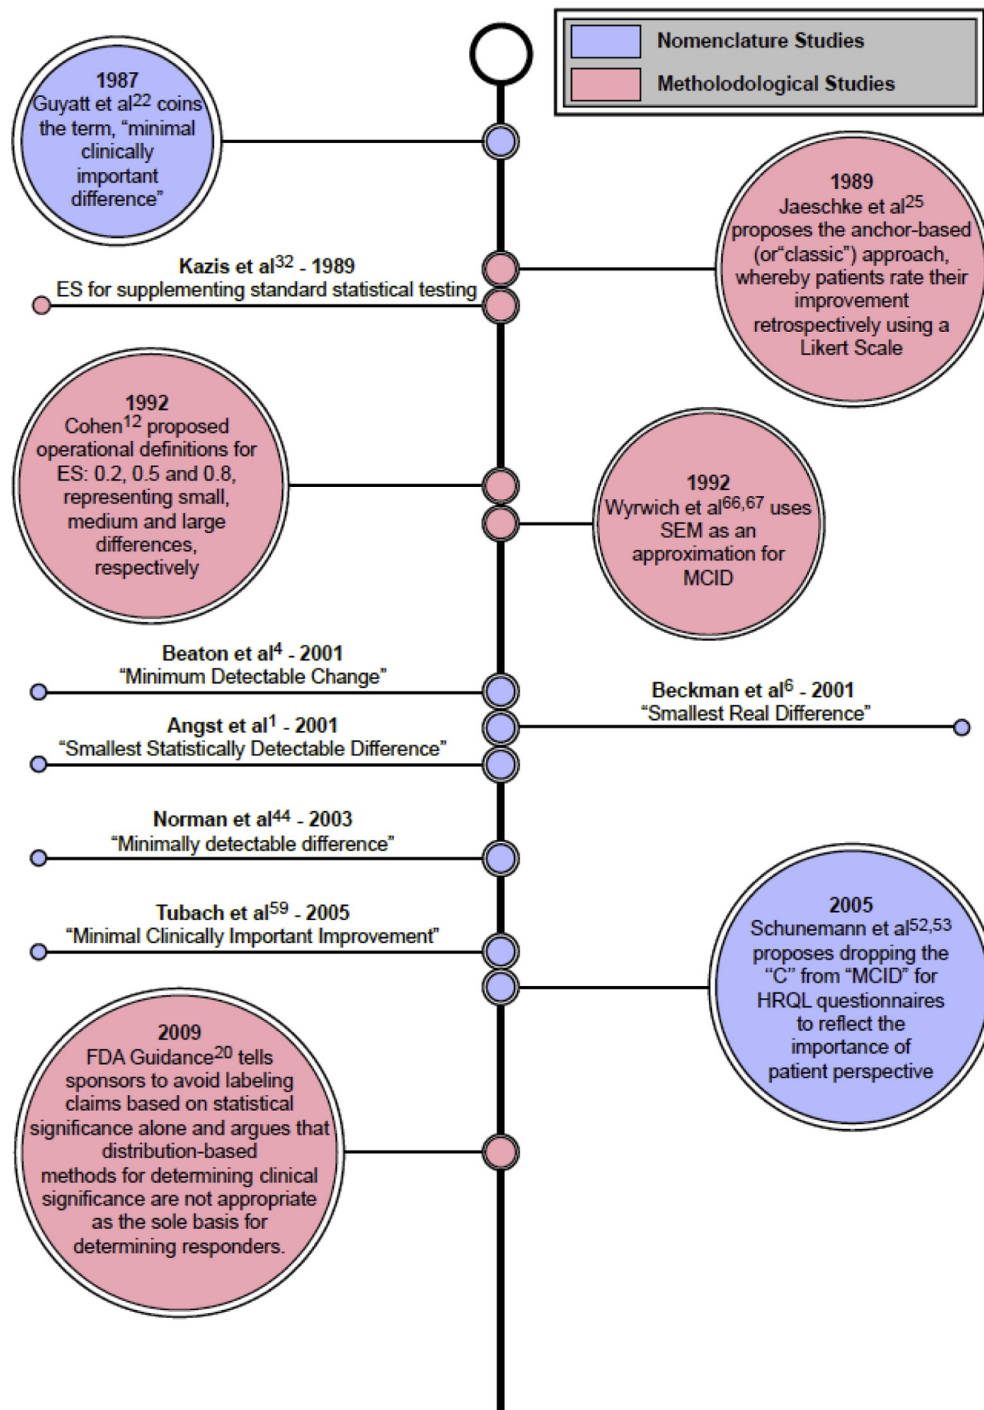 Nomenclature Studies
Metholodological Studies
1987
Guyatt et al22 coins
the term, “minimal
clinically
important
difference”
1989
Jaeschke et al25
proposes the anchor-based
(or“classic”) approach,
whereby patients rate their
improvement
retrospectively using a
Likert Scale
Kazis et al32 - 1989
ES for supplementing standard statistical testing
1992
Cohen12 proposed
operational definitions for
ES: 0.2, 0.5 and 0.8,
representing small,
medium and large
differences,
respectively
1992
Wyrwich et al66,67 uses
SEM as an
approximation for
MCID
Beaton et al4 - 2001
“Minimum Detectable Change”
Beckman et al6 - 2001
“Smallest Real Difference”
Angst et al1 - 2001
“Smallest Statistically Detectable Difference”
Norman et al44 - 2003
“Minimally detectable difference”
Tubach et al59 - 2005
“Minimal Clinically Important Improvement”
2005
Schunemann et al52,53
proposes dropping the
“C” from “MCID” for
HRQL questionnaires
to reflect the
importance of
patient perspective
2009
FDA Guidance20 tells
sponsors to avoid labeling
claims based on statistical
significance alone and argues that
distribution-based
methods for determining clinical
significance are not appropriate
as the sole basis for
determining responders.